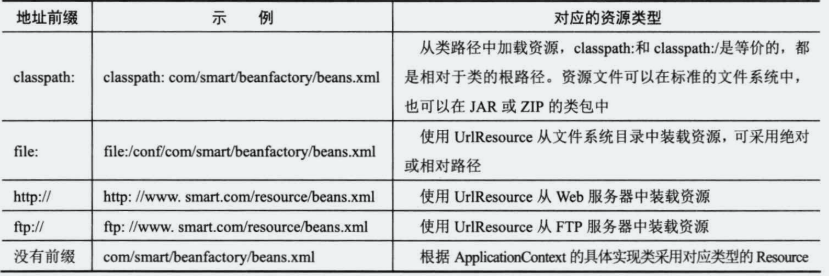 地址前缀 示 例 对应的资源类型
从类路径中加载资源，classpath:和 classpath:/是等价的，都
classpath: classpath: com/smart/beanfactory/beans.xml 是相对于类的根路径。资源文件可以在标准的文件系统中，
也可以在 JAR 或 ZIP 的类包中
使用 UrlResource 从文件系统目录中装载资源，可采用绝对
file: file:/conf/com/smart/beanfactory/beans.xml
或相对路径
http:// http: //www. smart.com/resource/beans.xml 使用 UrlResource 从 Web 服务器中装载资源
ftp:// ftp: //www. smart.com/resource/beans.xml 使用 UrlResource 从 FTP 服务器中装载资源
没有前缀 com/smart/beanfactory/beans.xml 根据 ApplicationContext 的具体实现类采用对应类型的 Resource